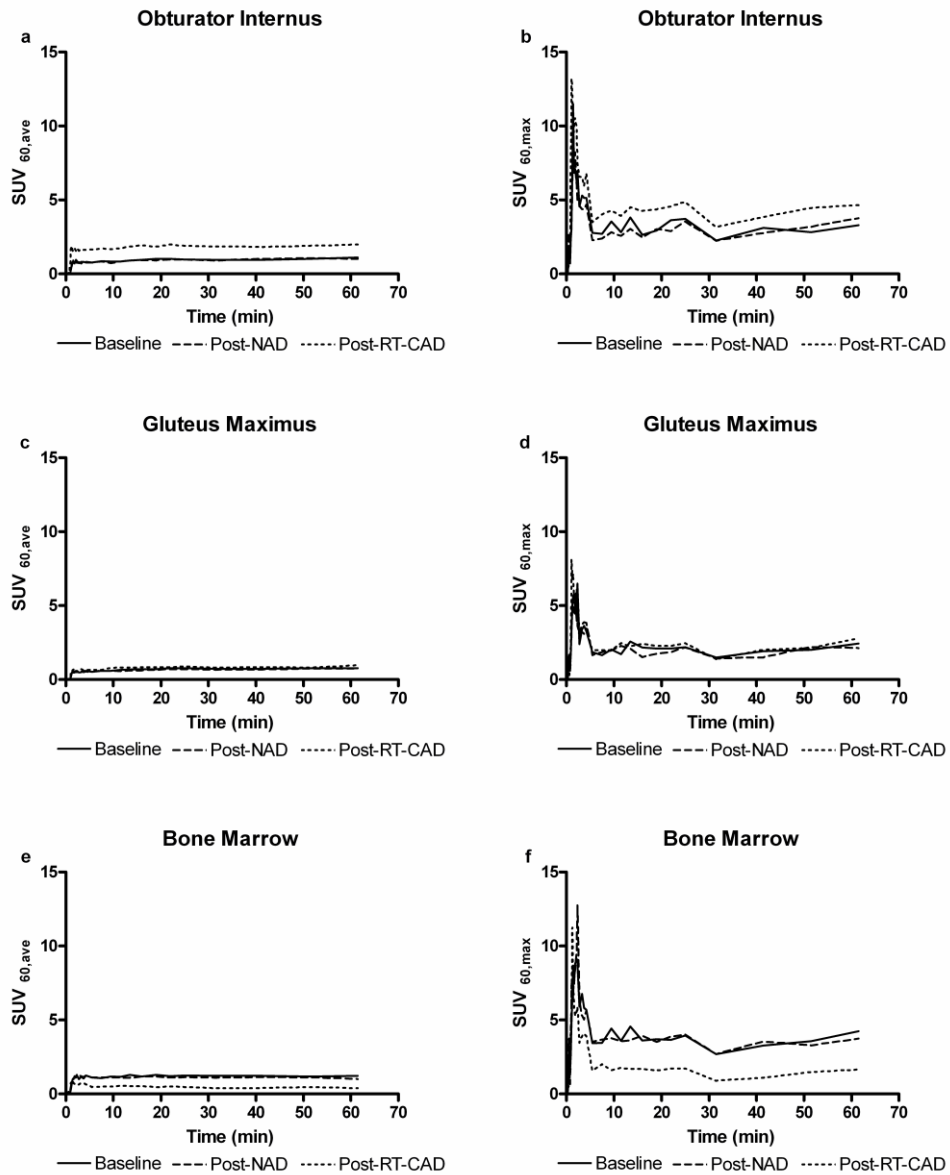 Obturator Internus
a
15
10
5
0
SUV 60,ave
0 10 20 30 40 50 60 70
Time (min)
Baseline Post-NAD Post-RT-CAD
Obturator Internus
b
15
10
5
0
SUV 60,max
0 10 20 30 40 50 60 70
Time (min)
Baseline Post-NAD Post-RT-CAD
Gluteus Maximus
c
15
10
5
0
SUV 60,ave
0 10 20 30 40 50 60 70
Time (min)
Baseline Post-NAD Post-RT-CAD
Gluteus Maximus
d
15
10
5
0
SUV 60,max
0 10 20 30 40 50 60 70
Time (min)
Baseline Post-NAD Post-RT-CAD
Bone Marrow
e
15
10
5
0
SUV 60,ave
0 10 20 30 40 50 60 70
Time (min)
Baseline Post-NAD Post-RT-CAD
Bone Marrow
f
15
10
5
0
SUV 60,max
0 10 20 30 40 50 60 70
Time (min)
Baseline Post-NAD Post-RT-CAD